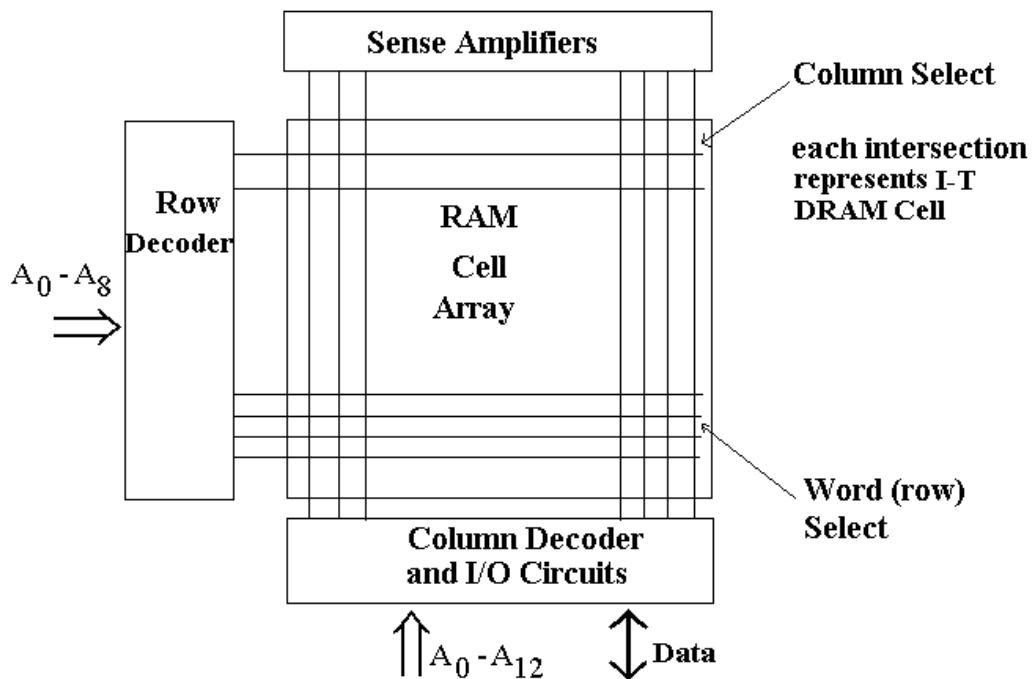 Sense Amplifiers
Column Select
each intersection
represents I-T
DRAM Cell
Row
Decoder
RAM
Cell
Array
A0 - A8
Word (row)
Select
Column Decoder
and I/O Circuits
A0 - A12
Data